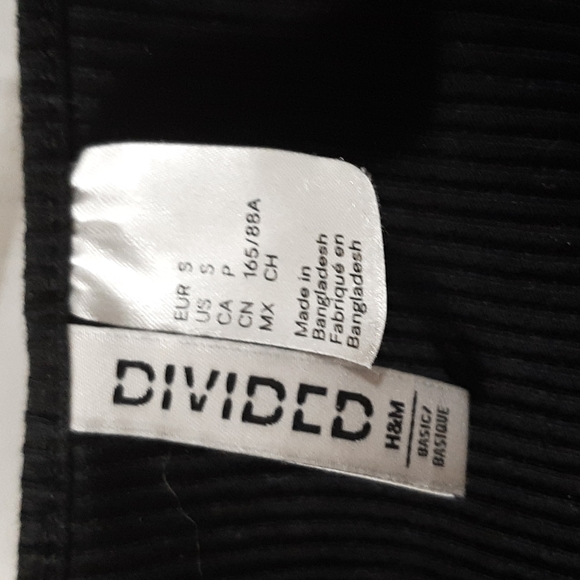 EUR S
US S
CA P
CN 165/88A
MX CH
Made in
Bangladesh
Fabriqué en
Bangladesh
DIVIDED
H&M
BASIC/
BASIQUE